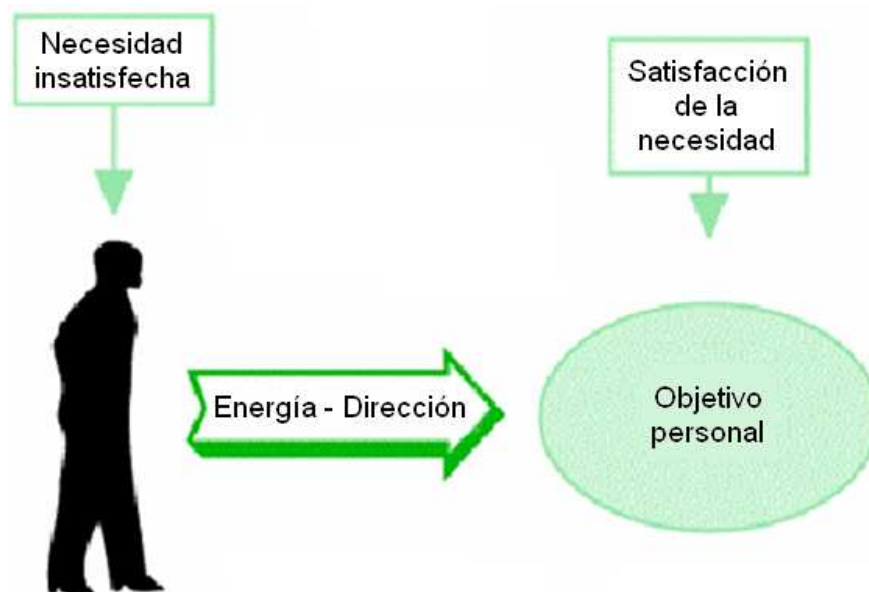 Necesidad
insatisfecha
Satisfacción
de la
necesidad
Energía - Dirección
Objetivo
personal